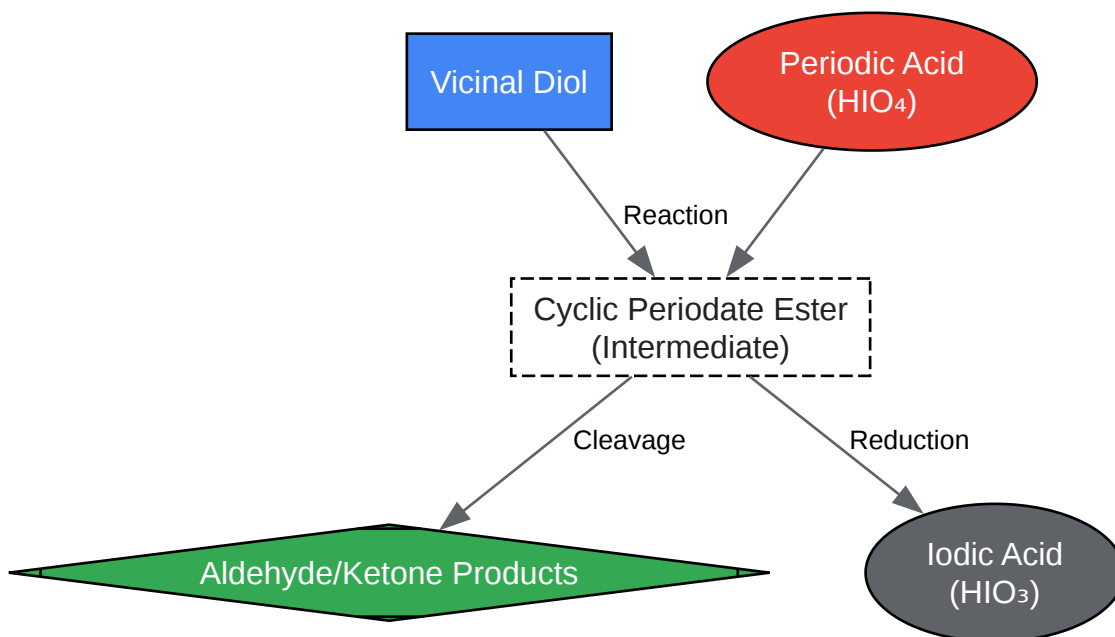 Vicinal Diol
Periodic Acid
(HIO₄)
Reaction
Cyclic Periodate Ester
(Intermediate)
Cleavage
Reduction
Aldehyde/Ketone Products
Iodic Acid
(HIO₃)